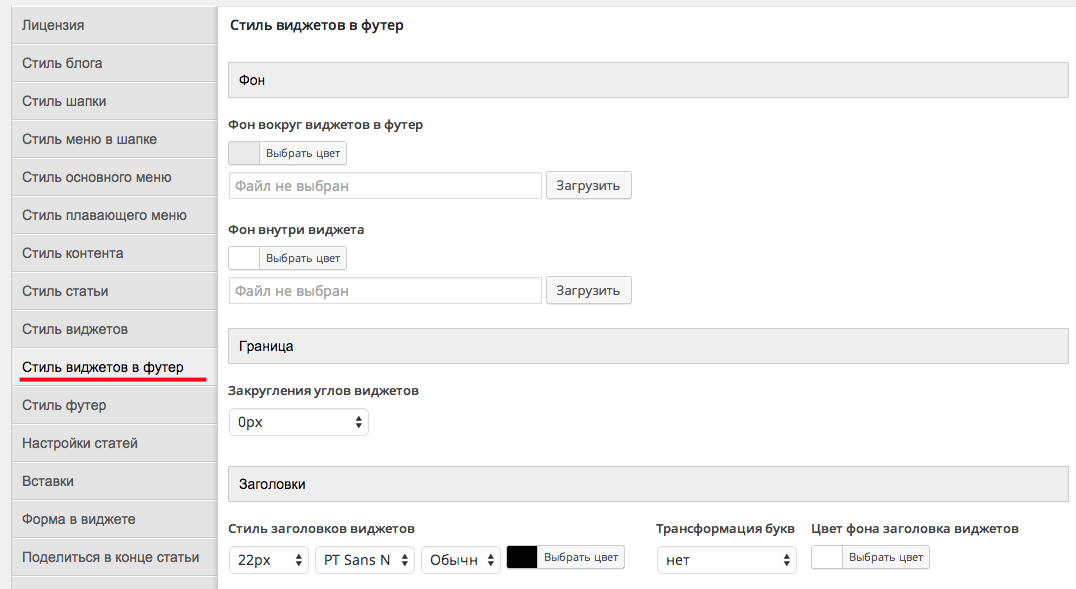 Лицензия
Стиль блога
Стиль шапки
Стиль меню в шапке
Стиль основного меню
Стиль плавающего меню
Стиль контента
Стиль статьи
Стиль виджетов
Стиль виджетов в футер
Стиль футер
Настройки статей
Вставки
Форма в виджете
Поделиться в конце статьи
Стиль виджетов в футер
Фон
Фон вокруг виджетов в футер
Выбрать цвет
Файл не выбран Загрузить
Фон внутри виджета
Выбрать цвет
Файл не выбран Загрузить
Граница
Закругления углов виджетов
0px
Заголовки
Стиль заголовков виджетов Трансформация букв Цвет фона заголовка виджетов
22px PT Sans N Обычн Выбрать цвет нет Выбрать цвет